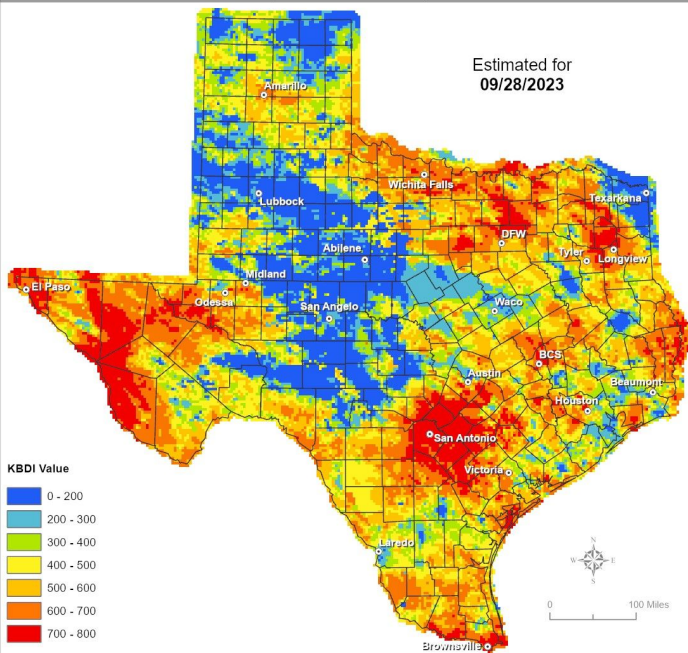 Estimated for
09/28/2023
Amarillo
Wichita Falls
Lubbock
Texarkana
DFW
Abilene
Tyler
Longview
El Paso
Midland
Odessa
San Angelo
Waco
BCS
Austin
Beaumont
Houston
San Antonio
Victoria
Laredo
Brownsville
KBDI Value
0 - 200
200 - 300
300 - 400
400 - 500
500 - 600
600 - 700
700 - 800
N
W E
S
0 100 Miles